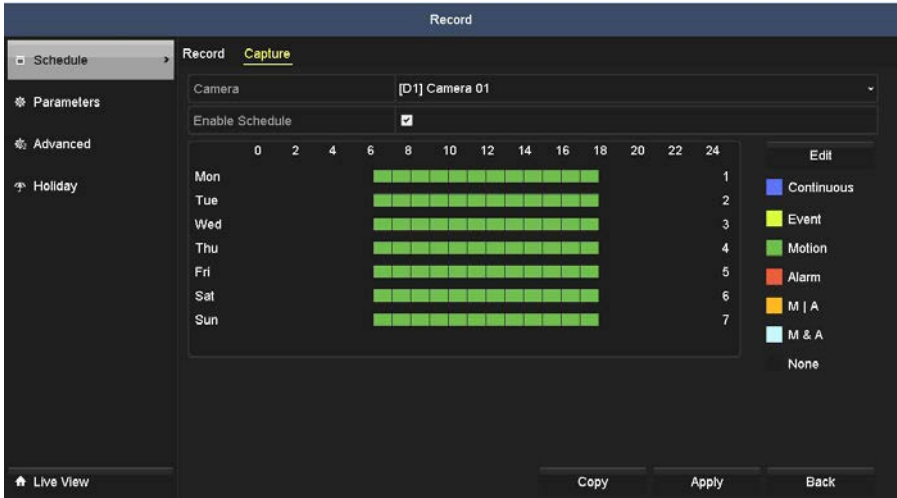 Record
Schedule
Parameters
Advanced
Holiday
Live View
Record Capture
Camera [D1] Camera 01
Enable Schedule
0 2 4 6 8 10 12 14 16 18 20 22 24
Mon 1
Tue 2
Wed 3
Thu 4
Fri 5
Sat 6
Sun 7
Edit
Continuous
Event
Motion
Alarm
M | A
M & A
None
Copy Apply Back